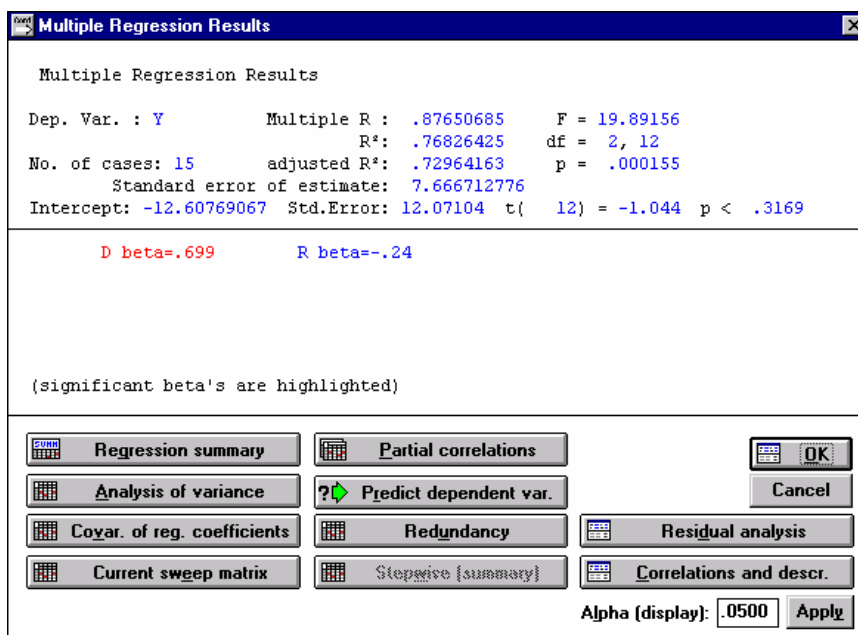 Multiple Regression Results
Multiple Regression Results
Dep. Var. : Y Multiple R : .87650685 F = 19.89156
R²: .76826425 df = 2, 12
No. of cases: 15 adjusted R²: .72964163 p = .000155
Standard error of estimate: 7.666712776
Intercept: -12.60769067 Std.Error: 12.07104 t( 12) = -1.044 p < .3169
D beta=.699 R beta=-.24
(significant beta's are highlighted)
Regression summary Partial correlations OK
Analysis of variance Predict dependent var. Cancel
Covar. of reg. coefficients Redundancy Residual analysis
Current sweep matrix Stepwise (summary) Correlations and descr.
Alpha (display): .0500 Apply